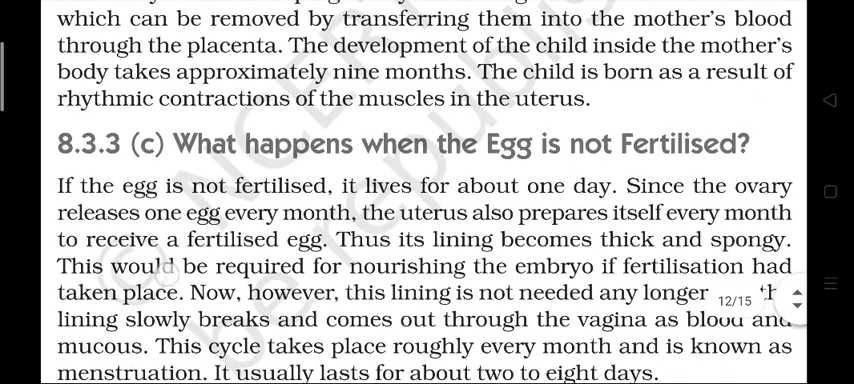 which can be removed by transferring them into the mother's blood
through the placenta. The development of the child inside the mother's
body takes approximately nine months. The child is born as a result of
rhythmic contractions of the muscles in the uterus.
8.3.3 (c) What happens when the Egg is not Fertilised?
If the egg is not fertilised, it lives for about one day. Since the ovary
releases one egg every month, the uterus also prepares itself every month
to receive a fertilised egg. Thus its lining becomes thick and spongy.
This would be required for nourishing the embryo if fertilisation had
taken place. Now, however, this lining is not needed any longer
12/15
lining slowly breaks and comes out through the vagina as blood and
mucous. This cycle takes place roughly every month and is known as
menstruation. It usually lasts for about two to eight days.
© NCERT
be republis